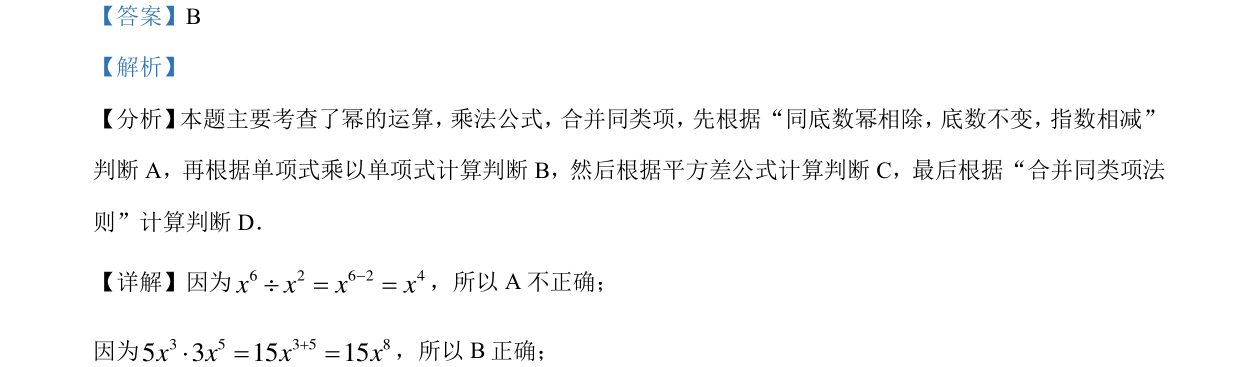 【答案】B
【解析】
【分析】本题主要考查了幂的运算，乘法公式，合并同类项，先根据“同底数幂相除，底数不变，指数相减”
判断 A，再根据单项式乘以单项式计算判断 B，然后根据平方差公式计算判断 C，最后根据“合并同类项法
则”计算判断 D．
【详解】因为 x⁶ ÷ x² = x⁶⁻² = x⁴，所以 A 不正确；
因为 5x³ · 3x⁵ = 15x³⁺⁵ = 15x⁸，所以 B 正确；